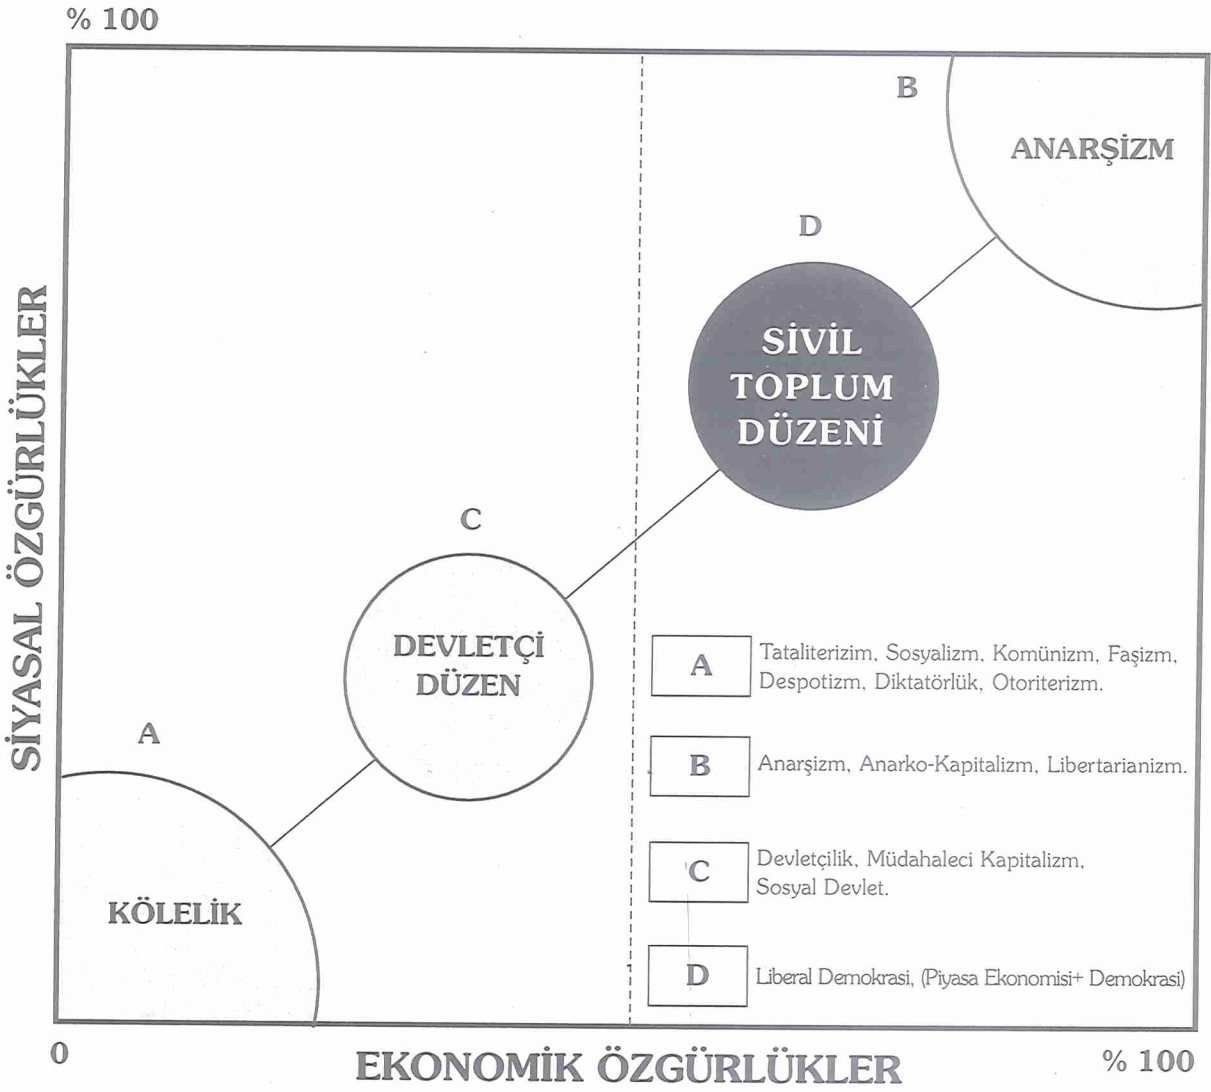 % 100
B
ANARŞİZM
D
SİVİL
TOPLUM
DÜZENİ
SİYASAL ÖZGÜRLÜKLER
C
DEVLETÇİ
DÜZEN
A
KÖLELİK
A
Tataliterizim, Sosyalizm, Komünizm, Faşizm,
Despotizm, Diktatörlük, Otoriterizm.
B
Anarşizm, Anarko-Kapitalizm, Libertarianizm.
C
Devletçilik, Müdahaleci Kapitalizm,
Sosyal Devlet.
D
Liberal Demokrasi, (Piyasa Ekonomisi+ Demokrasi)
0
EKONOMİK ÖZGÜRLÜKLER
% 100